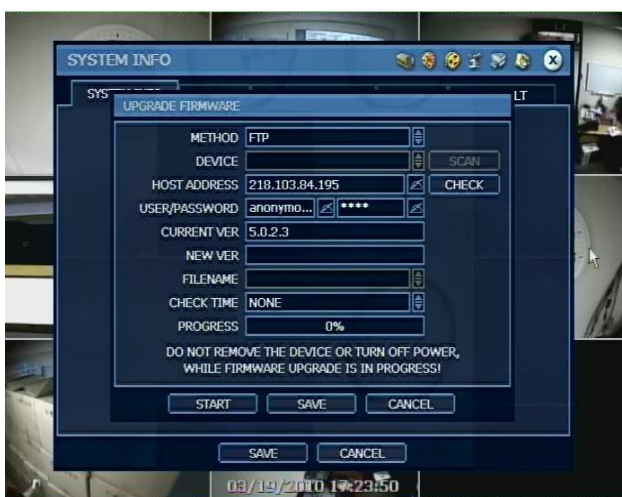 SYSTEM INFO
SYS
LT
UPGRADE FIRMWARE
METHOD FTP
DEVICE SCAN
HOST ADDRESS 218.103.84.195 CHECK
USER/PASSWORD anonymo... ****
CURRENT VER 5.0.2.3
NEW VER
FILENAME
CHECK TIME NONE
PROGRESS 0%
DO NOT REMOVE THE DEVICE OR TURN OFF POWER,
WHILE FIRMWARE UPGRADE IS IN PROGRESS!
START SAVE CANCEL
SAVE CANCEL
03/19/2010 17:23:50